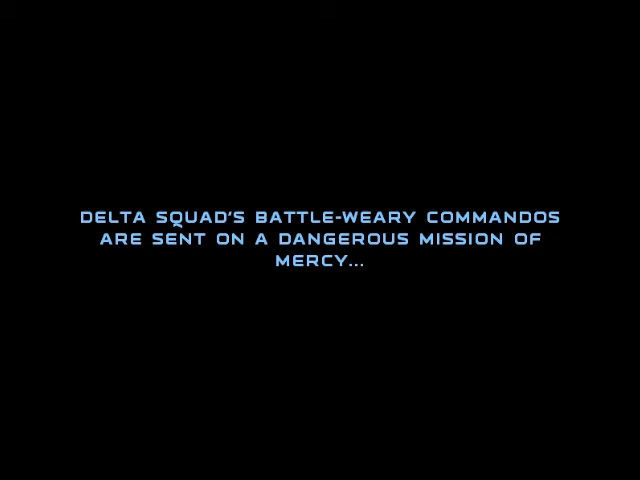 DELTA SQUAD'S BATTLE-WEARY COMMANDOS
ARE SENT ON A DANGEROUS MISSION OF
MERCY...